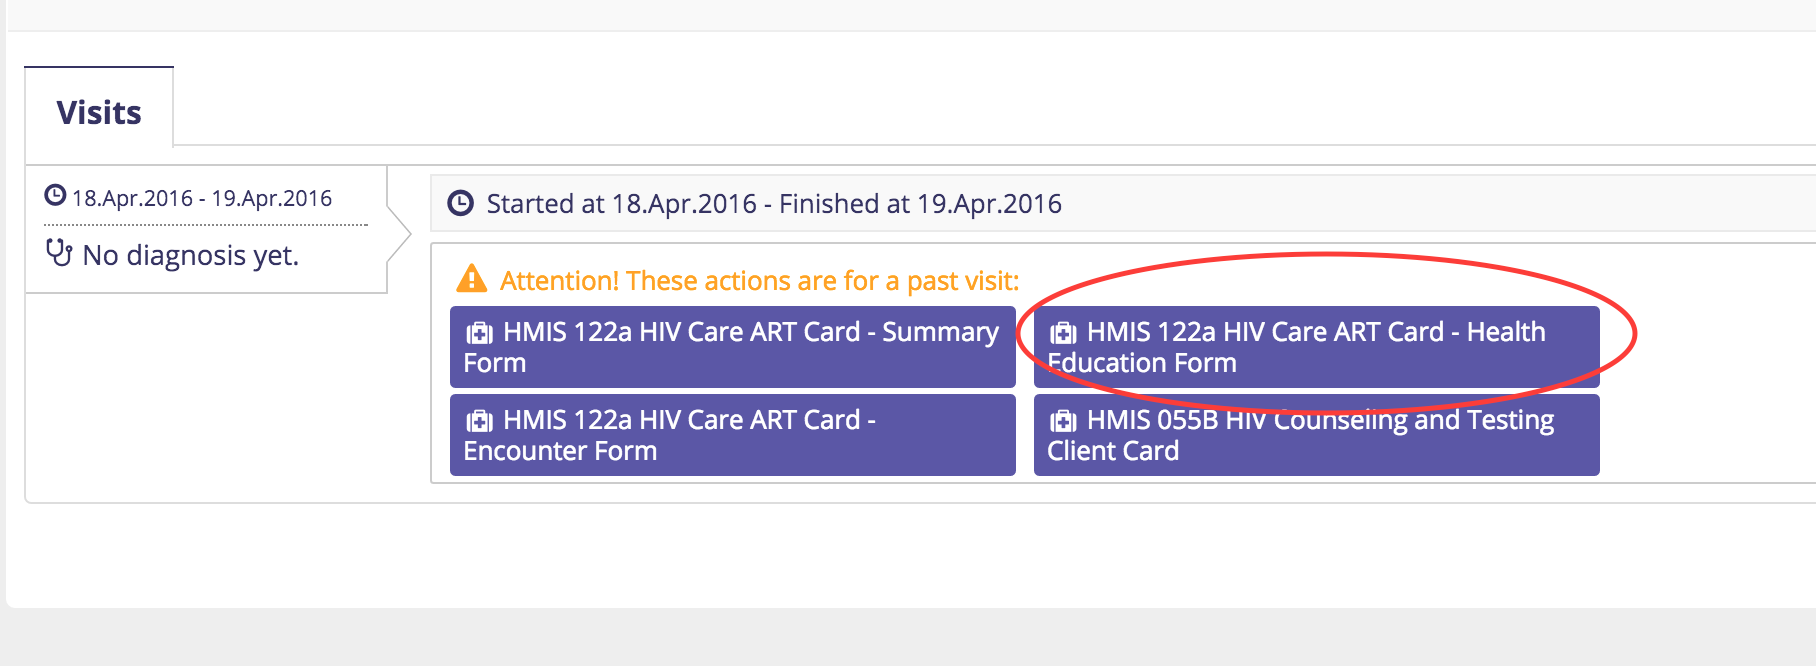 Visits
18.Apr.2016 - 19.Apr.2016
No diagnosis yet.
Started at 18.Apr.2016 - Finished at 19.Apr.2016
Attention! These actions are for a past visit:
HMIS 122a HIV Care ART Card - Summary
Form
HMIS 122a HIV Care ART Card - Health
Education Form
HMIS 122a HIV Care ART Card -
Encounter Form
HMIS 055B HIV Counseling and Testing
Client Card